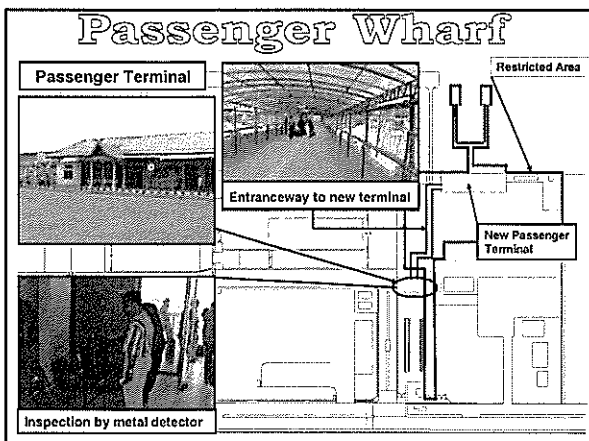 Passenger Wharf
Passenger Terminal
Restricted Area
Entranceway to new terminal
New Passenger
Terminal
Inspection by metal detector